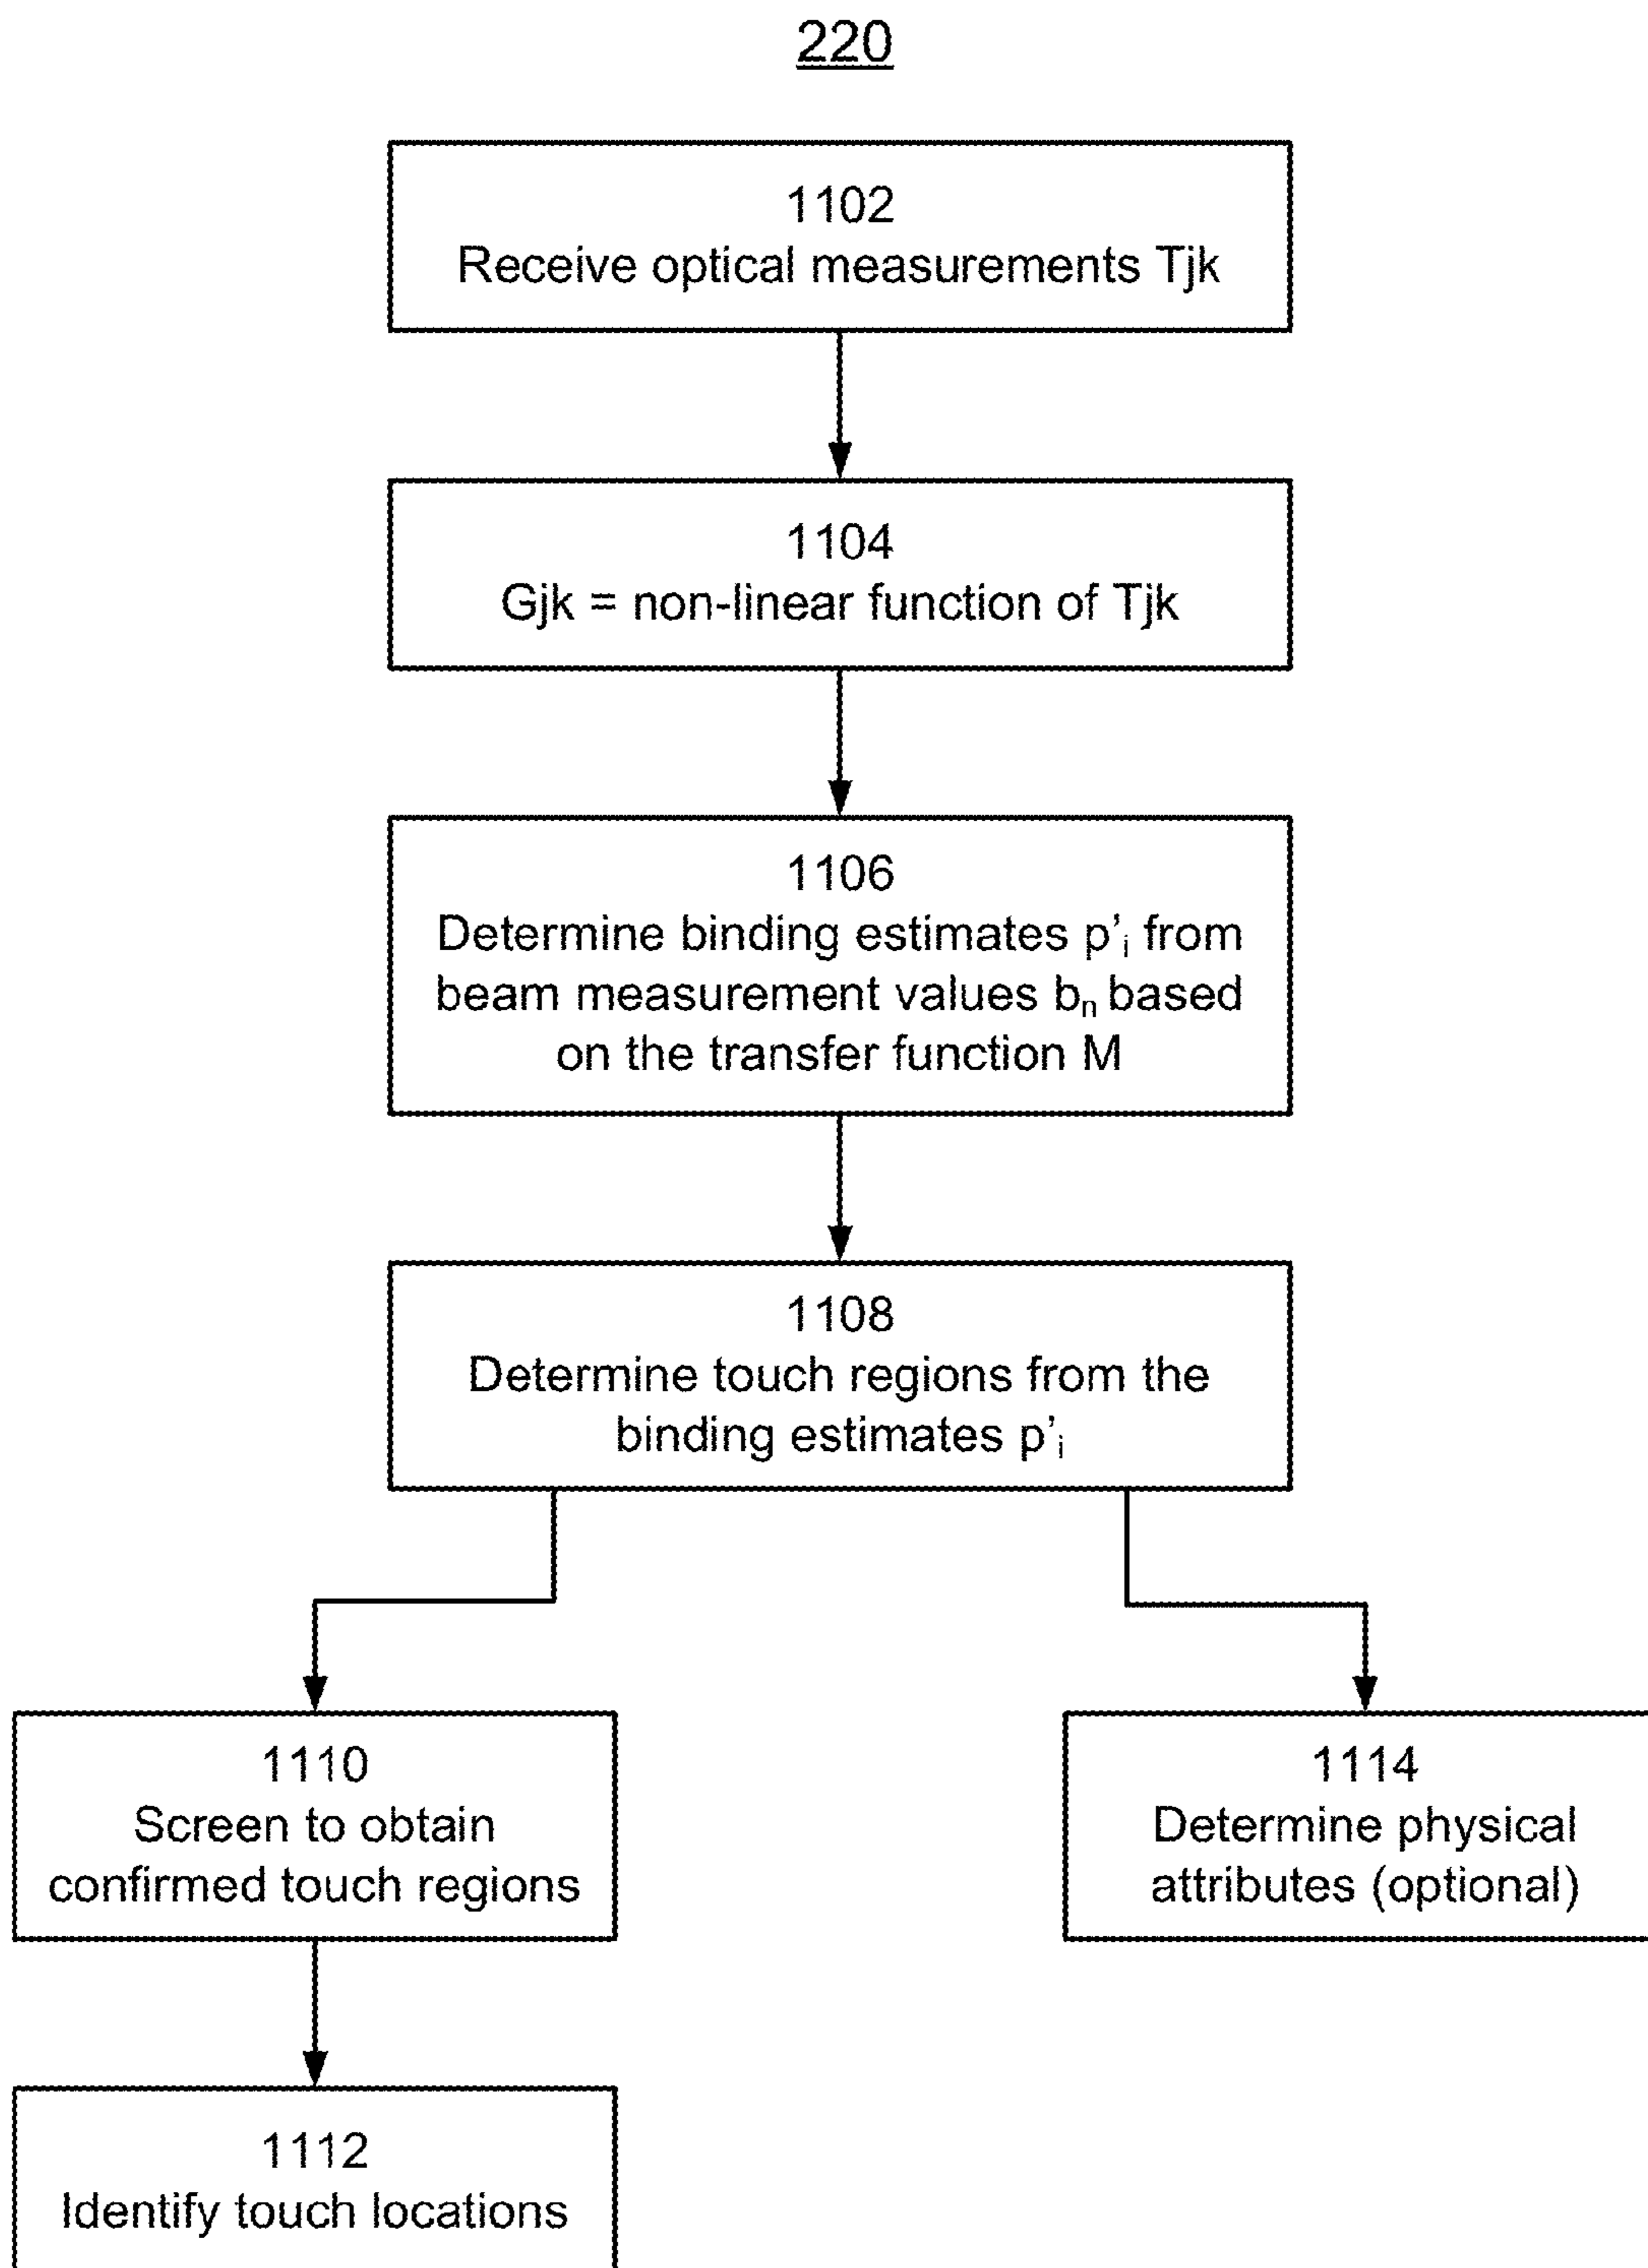 220
1102
Receive optical measurements Tjk
1104
Gjk = non-linear function of Tjk
1106
Determine binding estimates p'ᵢ from
beam measurement values bₙ based
on the transfer function M
1108
Determine touch regions from the
binding estimates p'ᵢ
1110
Screen to obtain
confirmed touch regions
1114
Determine physical
attributes (optional)
1112
Identify touch locations